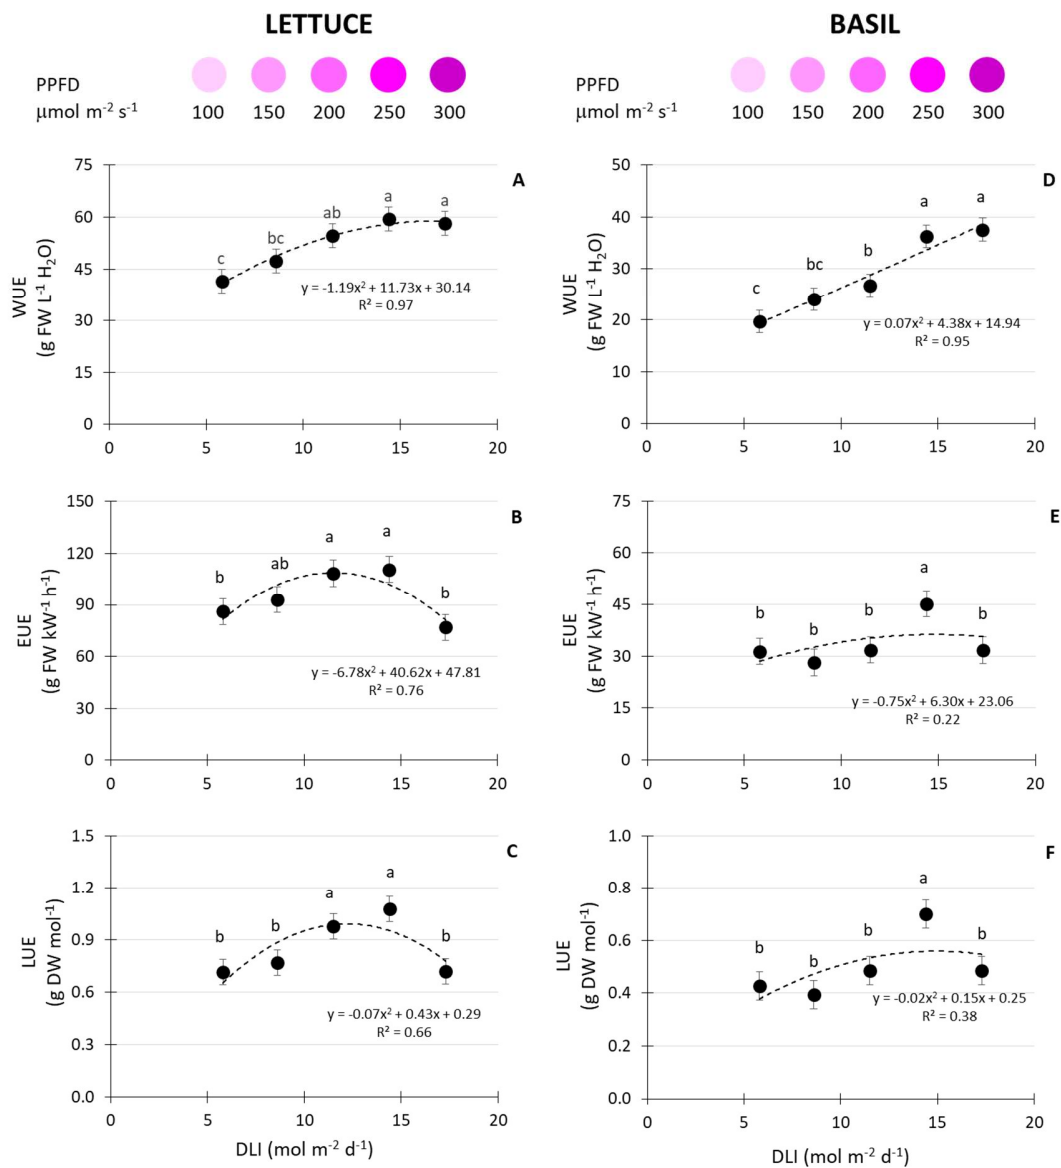 LETTUCE
BASIL
PPFD
μmol m⁻² s⁻¹
100 150 200 250 300
PPFD
μmol m⁻² s⁻¹
100 150 200 250 300
A
WUE
(g FW L⁻¹ H₂O)
75
60
45
30
15
0
c
bc
ab
a
a
y = -1.19x² + 11.73x + 30.14
R² = 0.97
0 5 10 15 20
D
WUE
(g FW L⁻¹ H₂O)
50
40
30
20
10
0
c
bc
b
a
a
y = 0.07x² + 4.38x + 14.94
R² = 0.95
0 5 10 15 20
B
EUE
(g FW kW⁻¹ h⁻¹)
150
120
90
60
30
0
b
ab
a
a
b
y = -6.78x² + 40.62x + 47.81
R² = 0.76
0 5 10 15 20
E
EUE
(g FW kW⁻¹ h⁻¹)
75
60
45
30
15
0
b
b
b
a
b
y = -0.75x² + 6.30x + 23.06
R² = 0.22
0 5 10 15 20
C
LUE
(g DW mol⁻¹)
1.5
1.2
0.9
0.6
0.3
0.0
b
b
a
a
b
y = -0.07x² + 0.43x + 0.29
R² = 0.66
0 5 10 15 20
DLI (mol m⁻² d⁻¹)
F
LUE
(g DW mol⁻¹)
1.0
0.8
0.6
0.4
0.2
0.0
b
b
b
a
b
y = -0.02x² + 0.15x + 0.25
R² = 0.38
0 5 10 15 20
DLI (mol m⁻² d⁻¹)